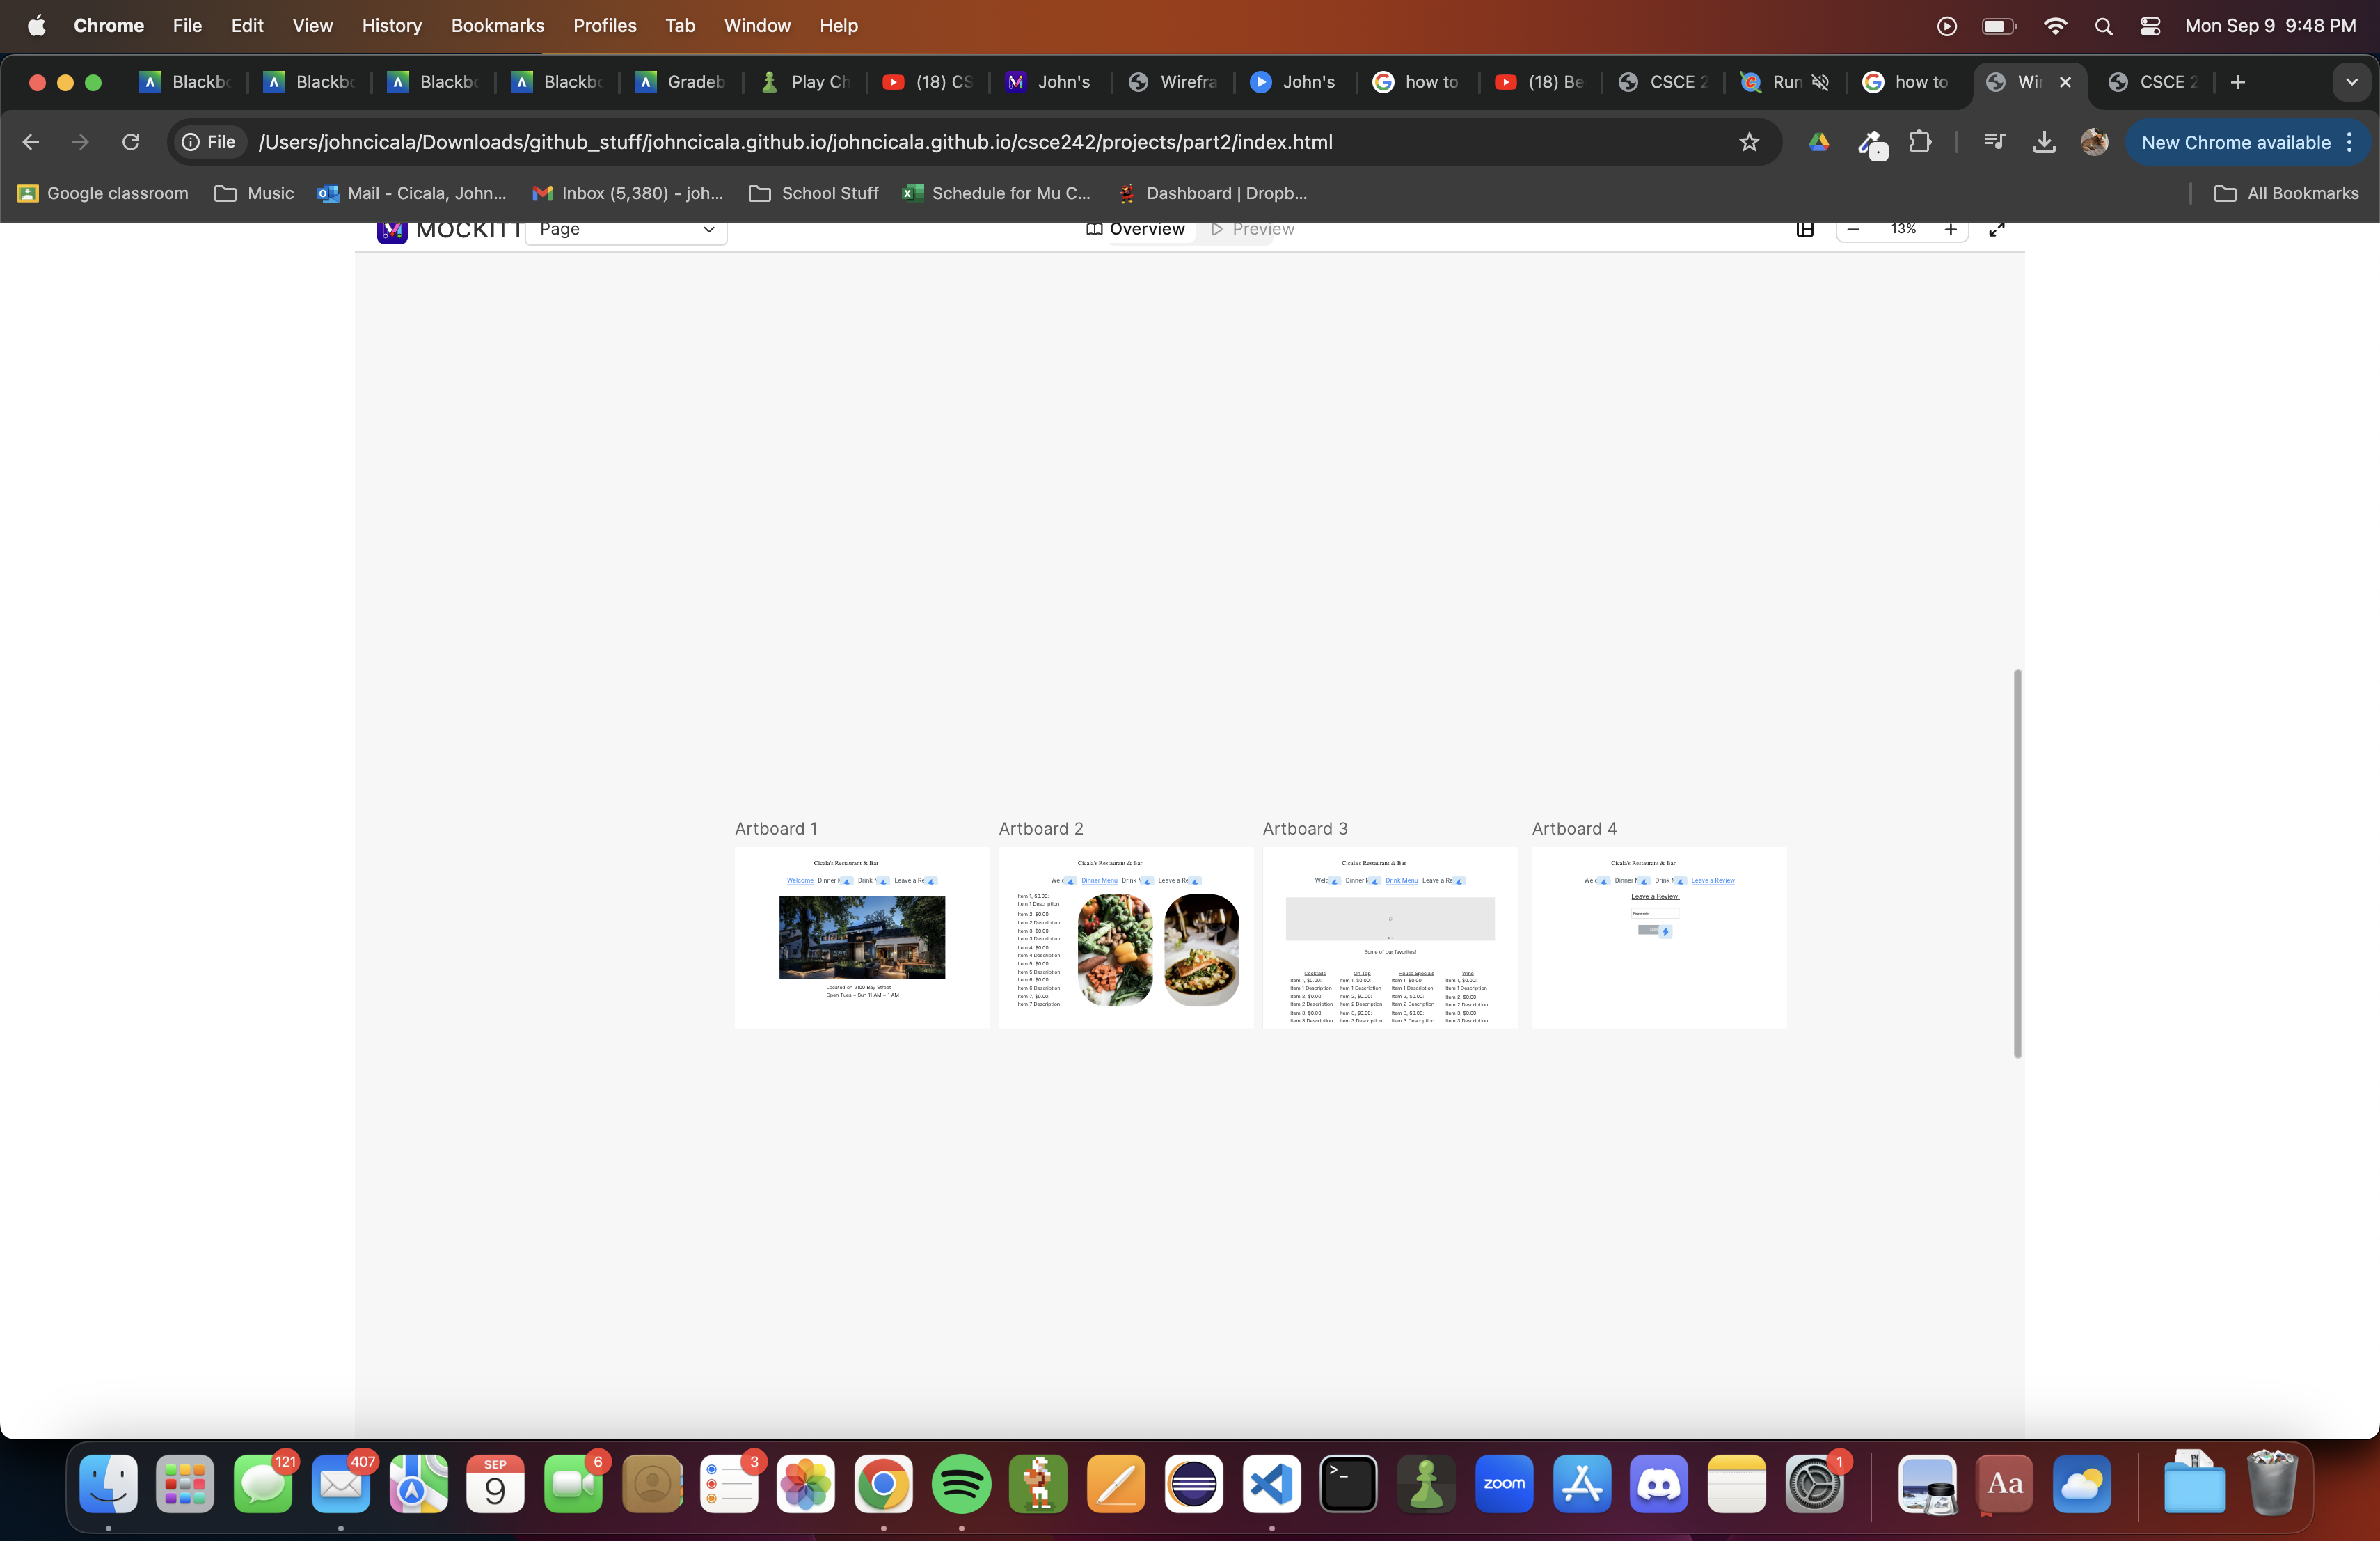 Chrome File Edit View History Bookmarks Profiles Tab Window Help Mon Sep 9 9:48 PM
Blackbo Blackbo Blackbo Blackbo Gradeb Play Ch (18) CS John's Wirefra John's how to (18) Be CSCE 2 Run how to Wir CSCE 2
File /Users/johncicala/Downloads/github_stuff/johncicala.github.io/johncicala.github.io/csce242/projects/part2/index.html New Chrome available
Google classroom Music Mail - Cicala, John... Inbox (5,380) - joh... School Stuff Schedule for Mu C... Dashboard | Dropb... All Bookmarks
MOCKITT Page Overview Preview 13%
Artboard 1
Cicala's Restaurant & Bar
Welcome Dinner M Drink M Leave a Re
Located on 2100 Bay Street
Open Tues - Sun 11 AM - 1 AM
Artboard 2
Cicala's Restaurant & Bar
Welc Dinner Menu Drink M Leave a Re
Item 1, $0.00:
Item 1 Description
Item 2, $0.00:
Item 2 Description
Item 3, $0.00:
Item 3 Description
Item 4, $0.00:
Item 4 Description
Item 5, $0.00:
Item 5 Description
Item 6, $0.00:
Item 6 Description
Item 7, $0.00:
Item 7 Description
Artboard 3
Cicala's Restaurant & Bar
Welc Dinner M Drink Menu Leave a Re
Some of our favorites!
Cocktails On Tap House Specials Wine
Item 1, $0.00: Item 1, $0.00: Item 1, $0.00: Item 1, $0.00:
Item 1 Description Item 1 Description Item 1 Description Item 1 Description
Item 2, $0.00: Item 2, $0.00: Item 2, $0.00: Item 2, $0.00:
Item 2 Description Item 2 Description Item 2 Description Item 2 Description
Item 3, $0.00: Item 3, $0.00: Item 3, $0.00: Item 3, $0.00:
Item 3 Description Item 3 Description Item 3 Description Item 3 Description
Artboard 4
Cicala's Restaurant & Bar
Welc Dinner M Drink M Leave a Review
Leave a Review!
121 407 SEP 9 6 3 zoom 1 Aa